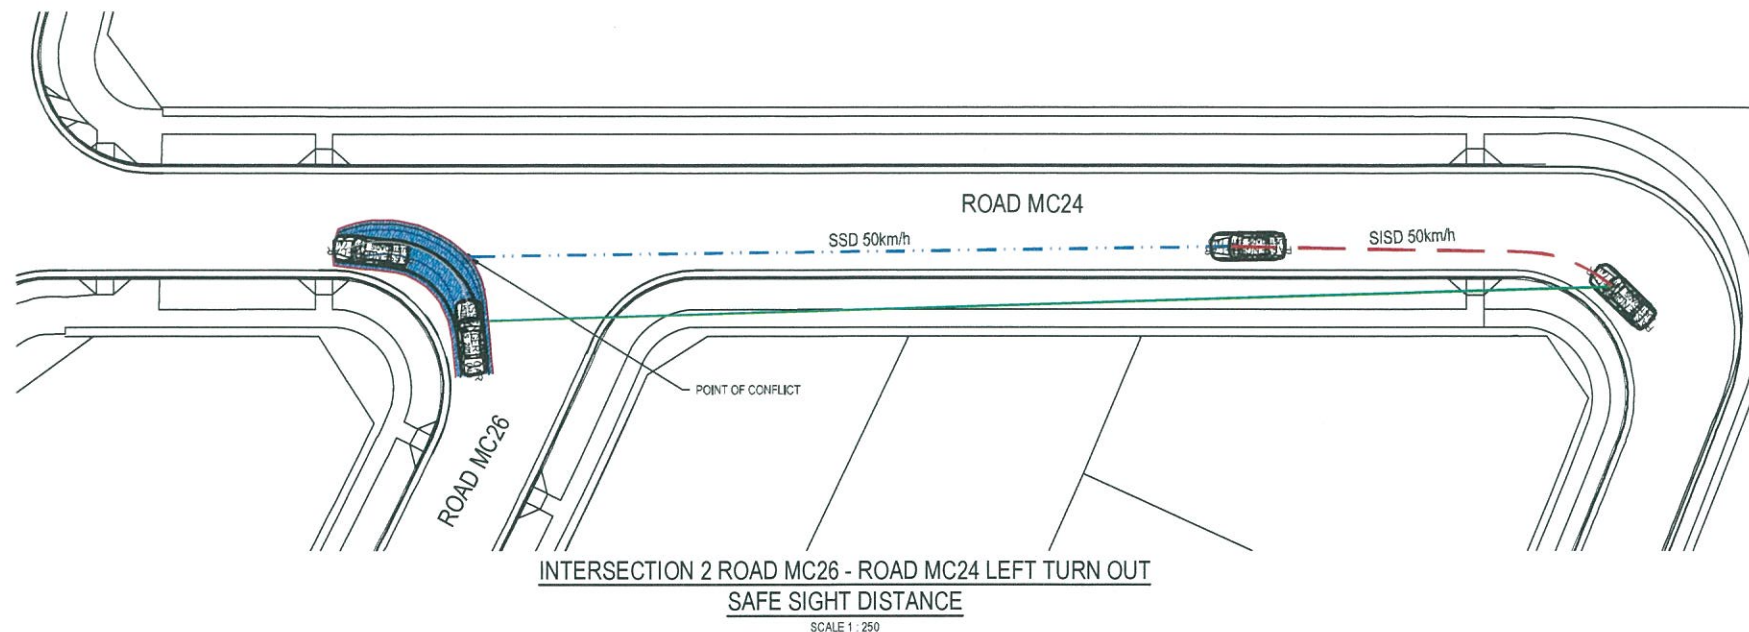 ROAD MC24
SSD 50km/h
SISD 50km/h
POINT OF CONFLICT
ROAD MC26
INTERSECTION 2 ROAD MC26 - ROAD MC24 LEFT TURN OUT
SAFE SIGHT DISTANCE
SCALE 1 : 250